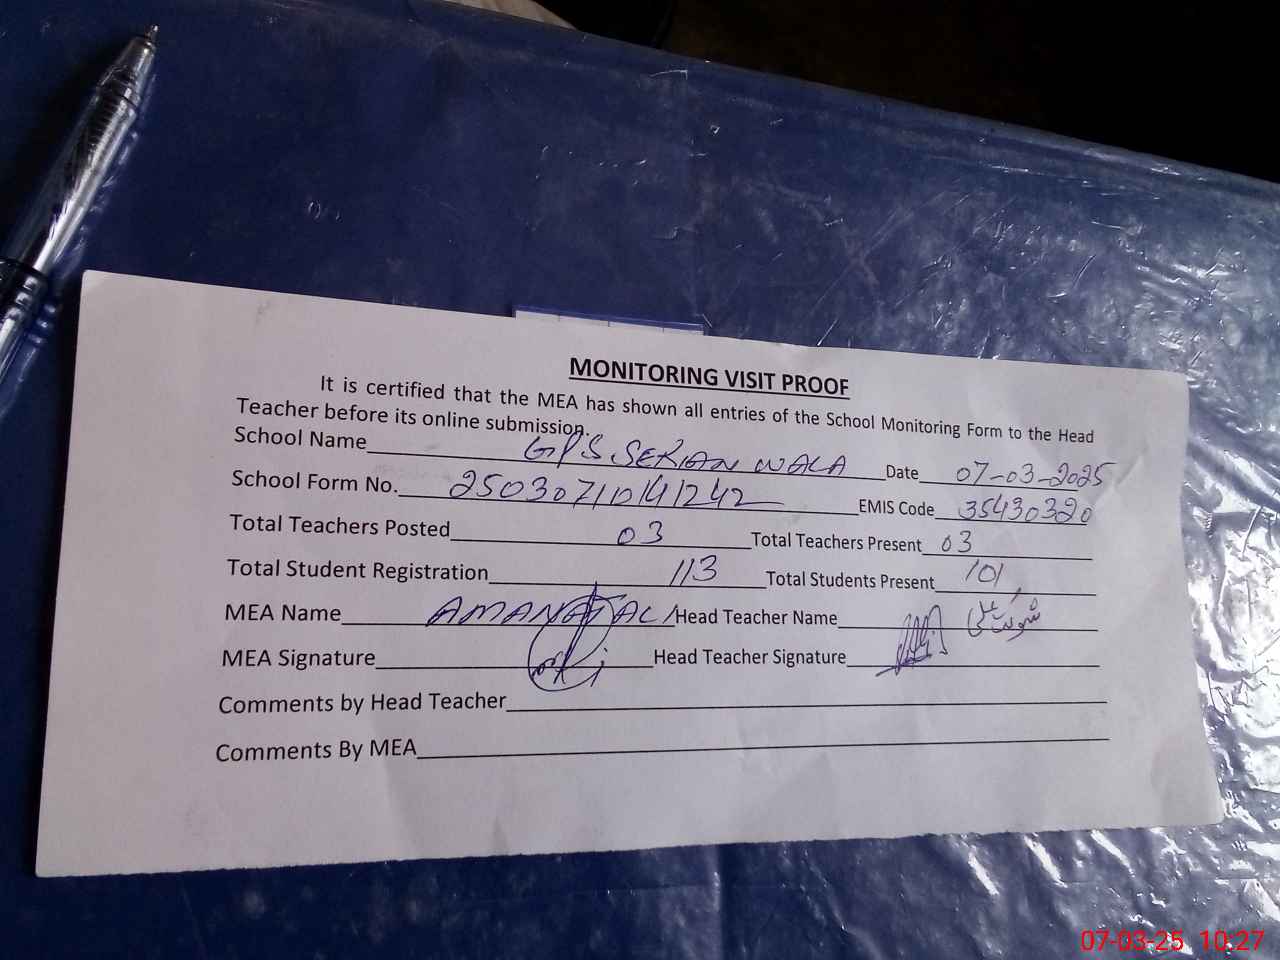 MONITORING VISIT PROOF
It is certified that the MEA has shown all entries of the School Monitoring Form to the Head
Teacher before its online submission.
School Name GPS SERIAN WALA Date 07-03-2025
School Form No. 25030710141242 EMIS Code 35430320
Total Teachers Posted 03 Total Teachers Present 03
Total Student Registration 113 Total Students Present 101
MEA Name AMANAT ALI Head Teacher Name
MEA Signature Head Teacher Signature
Comments by Head Teacher
Comments By MEA
07-03-25 10:27